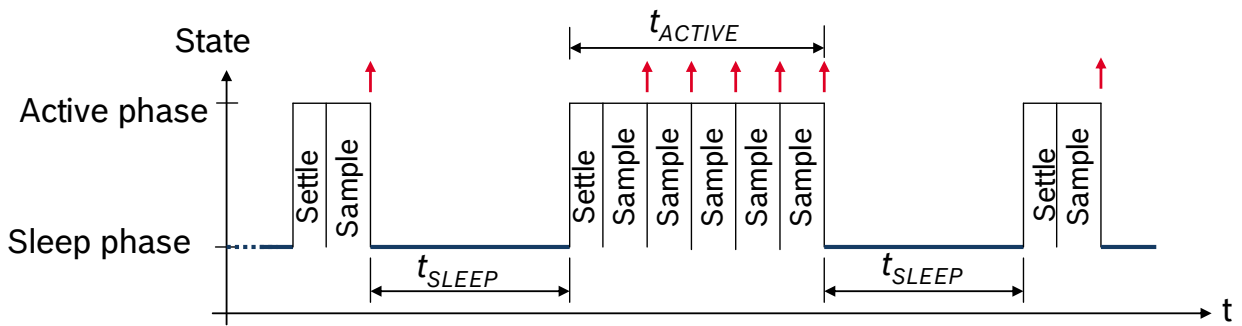 State
t_ACTIVE
Active phase
Settle
Sample
Settle
Sample
Sample
Sample
Sample
Sample
Settle
Sample
Sleep phase
t_SLEEP
t_SLEEP
t